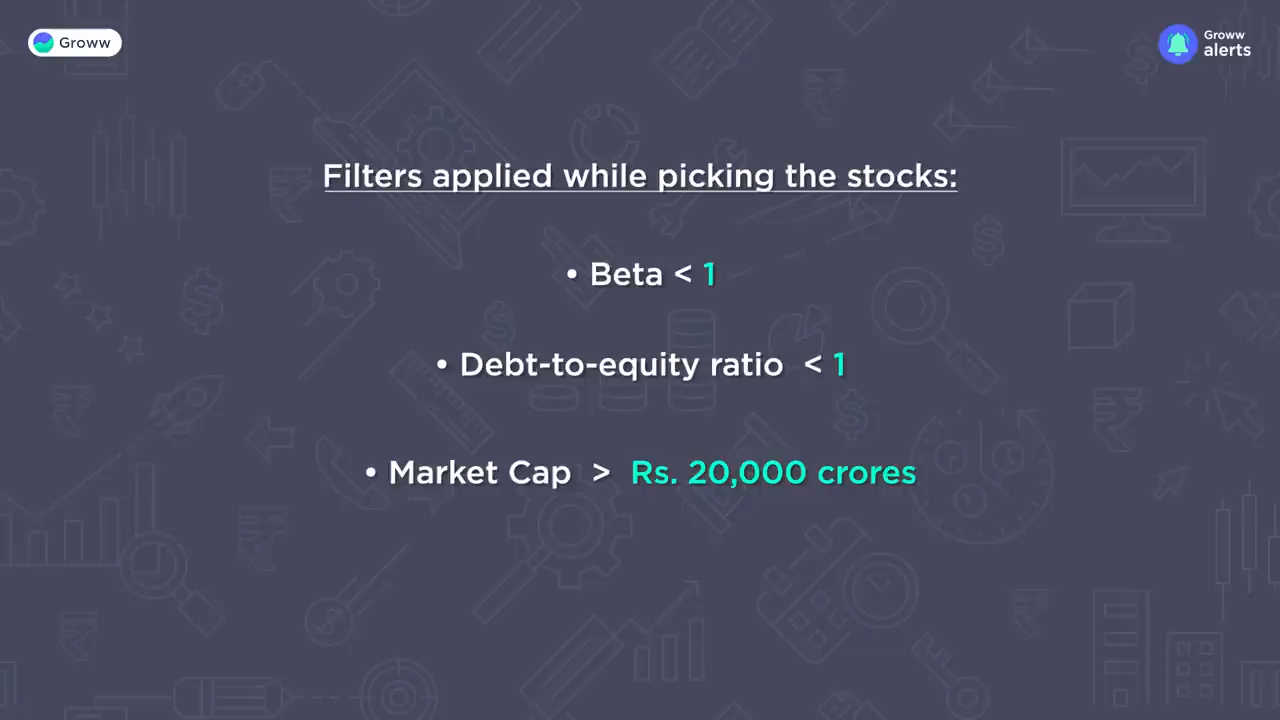 Groww
Groww
alerts
Filters applied while picking the stocks:
• Beta < 1
• Debt-to-equity ratio < 1
• Market Cap > Rs. 20,000 crores